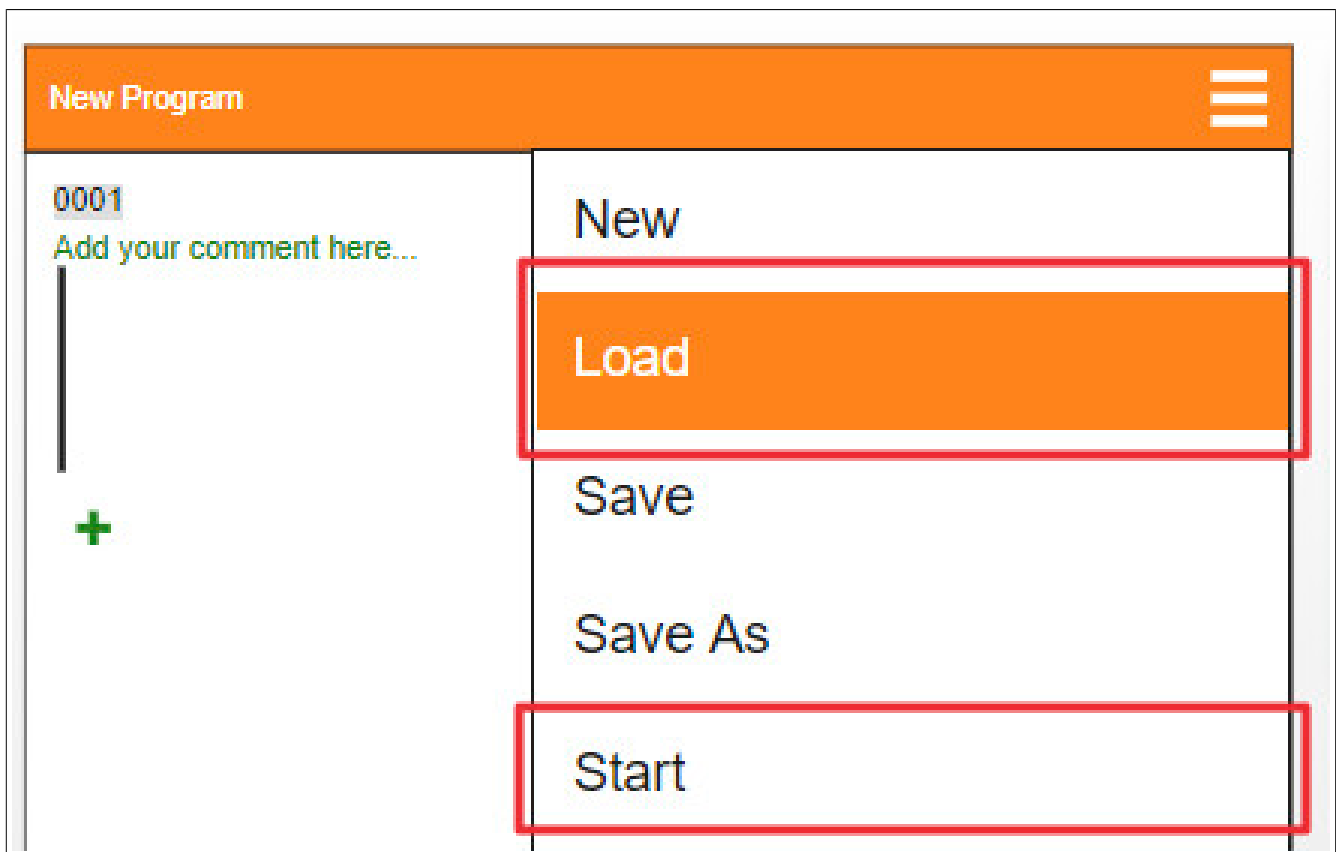 New Program
0001
Add your comment here...
New
Load
Save
Save As
Start